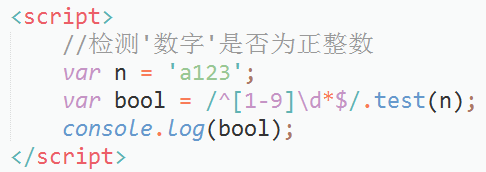 <script>
//检测'数字'是否为正整数
var n = 'a123';
var bool = /^[1-9]\d*$/.test(n);
console.log(bool);
</script>